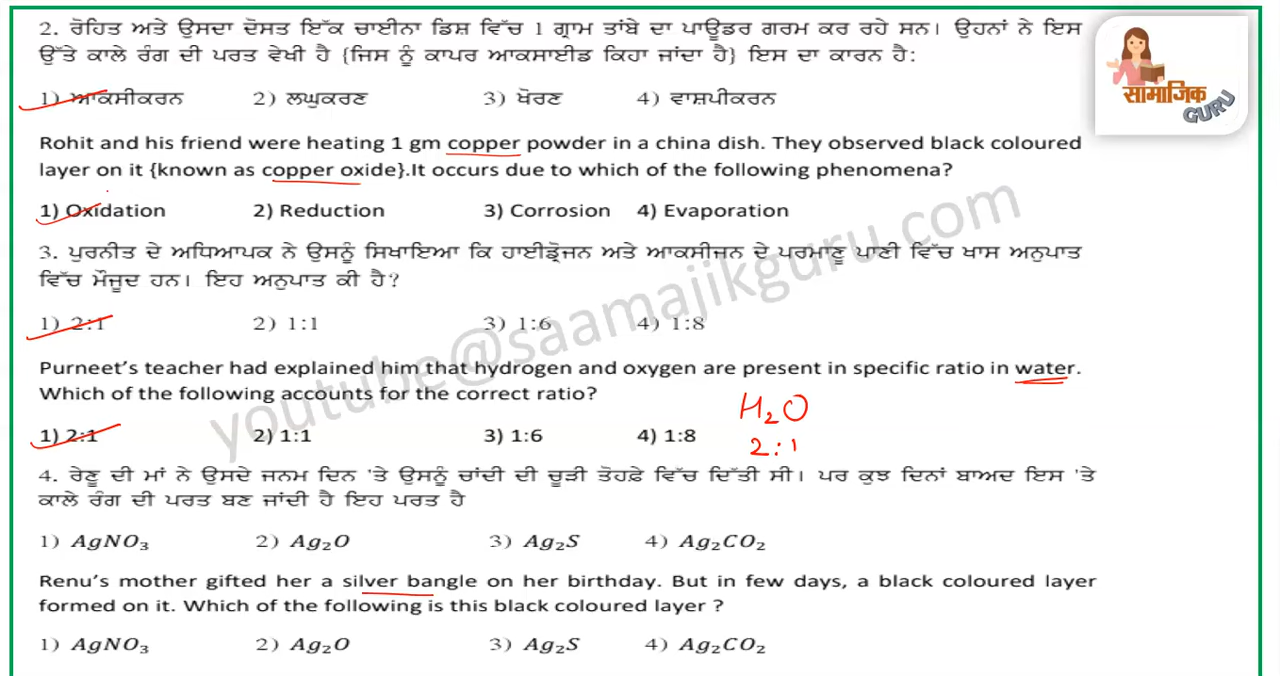 2. ਰੋਹਿਤ ਅਤੇ ਉਸਦਾ ਦੋਸਤ ਇੱਕ ਚਾਈਨਾ ਡਿਸ਼ ਵਿੱਚ 1 ਗ੍ਰਾਮ ਤਾਂਬੇ ਦਾ ਪਾਊਡਰ ਗਰਮ ਕਰ ਰਹੇ ਸਨ। ਉਹਨਾਂ ਨੇ ਇਸ
ਉੱਤੇ ਕਾਲੇ ਰੰਗ ਦੀ ਪਰਤ ਵੇਖੀ ਹੈ {ਜਿਸ ਨੂੰ ਕਾਪਰ ਆਕਸਾਈਡ ਕਿਹਾ ਜਾਂਦਾ ਹੈ} ਇਸ ਦਾ ਕਾਰਨ ਹੈ:
1) ਆਕਸੀਕਰਨ 2) ਲਘੁਕਰਣ 3) ਖੋਰਣ 4) ਵਾਸ਼ਪੀਕਰਨ
Rohit and his friend were heating 1 gm copper powder in a china dish. They observed black coloured
layer on it {known as copper oxide}.It occurs due to which of the following phenomena?
1) Oxidation 2) Reduction 3) Corrosion 4) Evaporation
3. ਪੁਰਨੀਤ ਦੇ ਅਧਿਆਪਕ ਨੇ ਉਸਨੂੰ ਸਿਖਾਇਆ ਕਿ ਹਾਈਡ੍ਰੋਜਨ ਅਤੇ ਆਕਸੀਜਨ ਦੇ ਪਰਮਾਣੂ ਪਾਣੀ ਵਿੱਚ ਖਾਸ ਅਨੁਪਾਤ
ਵਿੱਚ ਮੌਜੂਦ ਹਨ। ਇਹ ਅਨੁਪਾਤ ਕੀ ਹੈ?
1) 2:1 2) 1:1 3) 1:6 4) 1:8
Purneet's teacher had explained him that hydrogen and oxygen are present in specific ratio in water.
Which of the following accounts for the correct ratio?
H₂O
1) 2:1 2) 1:1 3) 1:6 4) 1:8
2:1
4. ਰੇਣੂ ਦੀ ਮਾਂ ਨੇ ਉਸਦੇ ਜਨਮ ਦਿਨ 'ਤੇ ਉਸਨੂੰ ਚਾਂਦੀ ਦੀ ਚੂੜੀ ਤੋਹਫ਼ੇ ਵਿੱਚ ਦਿੱਤੀ ਸੀ। ਪਰ ਕੁਝ ਦਿਨਾਂ ਬਾਅਦ ਇਸ 'ਤੇ
ਕਾਲੇ ਰੰਗ ਦੀ ਪਰਤ ਬਣ ਜਾਂਦੀ ਹੈ ਇਹ ਪਰਤ ਹੈ
1) AgNO₃ 2) Ag₂O 3) Ag₂S 4) Ag₂CO₂
Renu's mother gifted her a silver bangle on her birthday. But in few days, a black coloured layer
formed on it. Which of the following is this black coloured layer ?
1) AgNO₃ 2) Ag₂O 3) Ag₂S 4) Ag₂CO₂
सामाजिक
GURU
youtube@saamajikguru.com